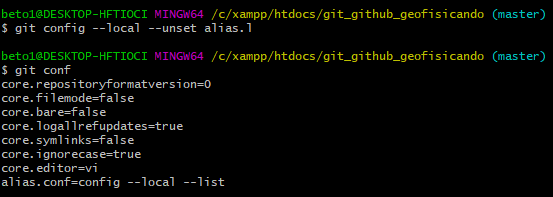 beto1@DESKTOP-HFTIOCI MINGW64 /c/xampp/htdocs/git_github_geofisicando (master)
$ git config --local --unset alias.l
beto1@DESKTOP-HFTIOCI MINGW64 /c/xampp/htdocs/git_github_geofisicando (master)
$ git conf
core.repositoryformatversion=0
core.filemode=false
core.bare=false
core.logallrefupdates=true
core.symlinks=false
core.ignorecase=true
core.editor=vi
alias.conf=config --local --list